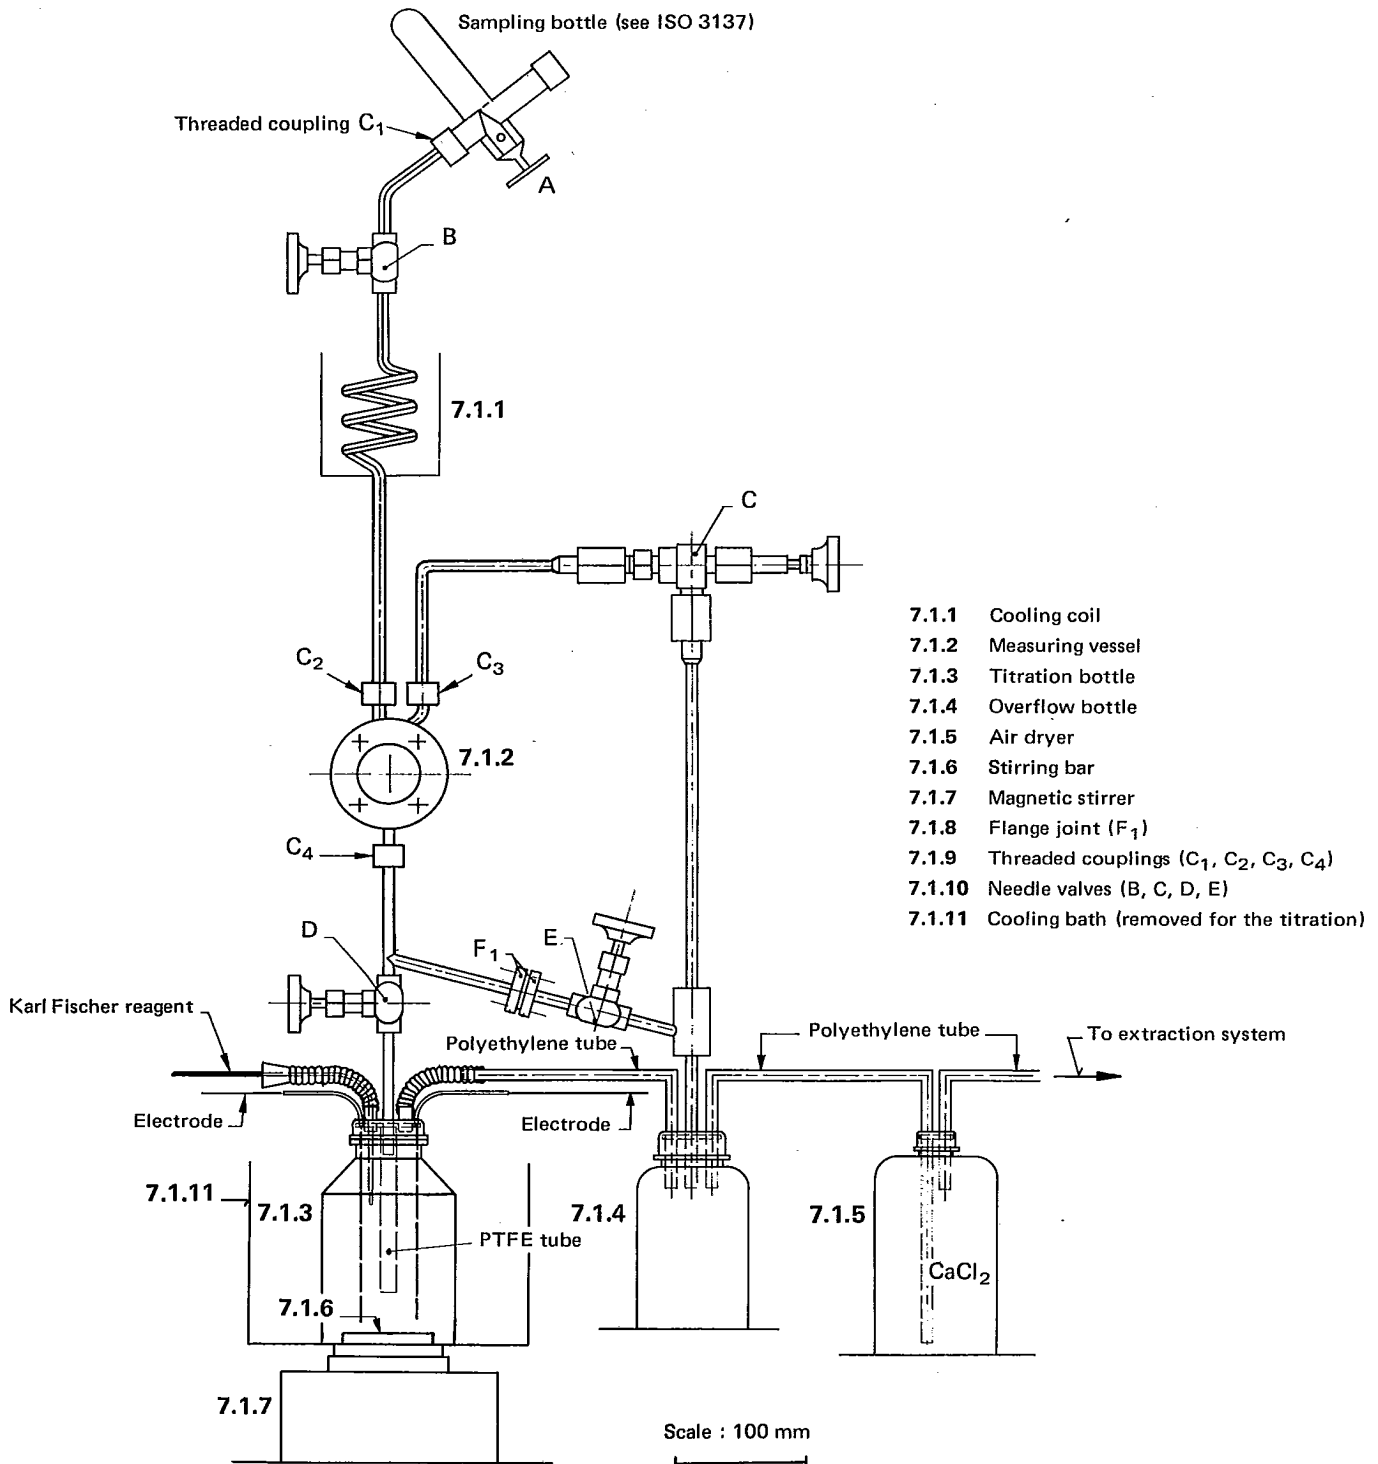 Sampling bottle (see ISO 3137)
Threaded coupling C₁
A
B
7.1.1
C
C₂
C₃
7.1.2
C₄
7.1.1 Cooling coil
7.1.2 Measuring vessel
7.1.3 Titration bottle
7.1.4 Overflow bottle
7.1.5 Air dryer
7.1.6 Stirring bar
7.1.7 Magnetic stirrer
7.1.8 Flange joint (F₁)
7.1.9 Threaded couplings (C₁, C₂, C₃, C₄)
7.1.10 Needle valves (B, C, D, E)
7.1.11 Cooling bath (removed for the titration)
D
F₁
E
Karl Fischer reagent
Polyethylene tube
Polyethylene tube
To extraction system
Electrode
Electrode
7.1.11
7.1.3
7.1.4
7.1.5
PTFE tube
CaCl₂
7.1.6
7.1.7
Scale : 100 mm